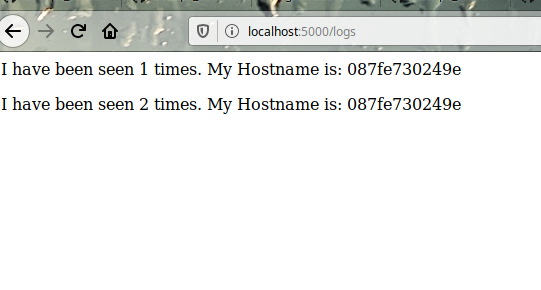 localhost:5000/logs
I have been seen 1 times. My Hostname is: 087fe730249e
I have been seen 2 times. My Hostname is: 087fe730249e